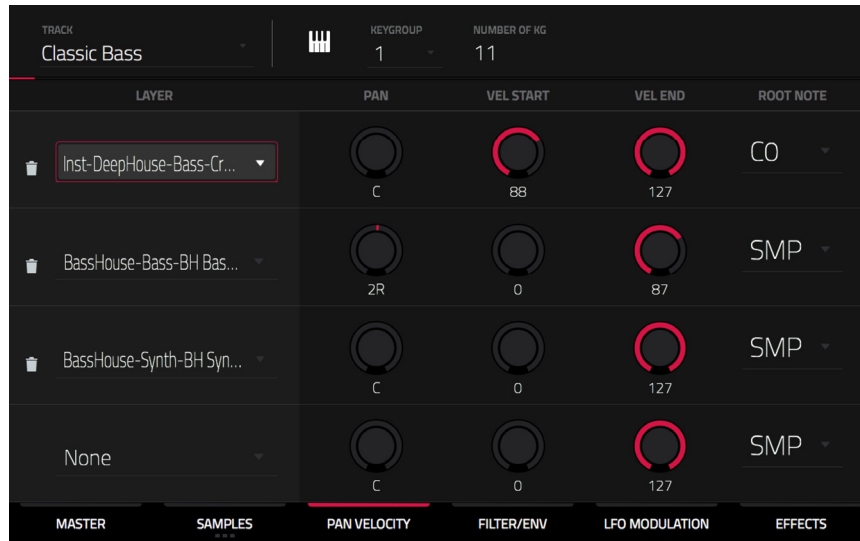 TRACK KEYGROUP NUMBER OF KG
Classic Bass 1 11
LAYER PAN VEL START VEL END ROOT NOTE
Inst-DeepHouse-Bass-Cr... C0
C 88 127
BassHouse-Bass-BH Bas... SMP
2R 0 87
BassHouse-Synth-BH Syn... SMP
C 0 127
None SMP
C 0 127
MASTER SAMPLES PAN VELOCITY FILTER/ENV LFO MODULATION EFFECTS